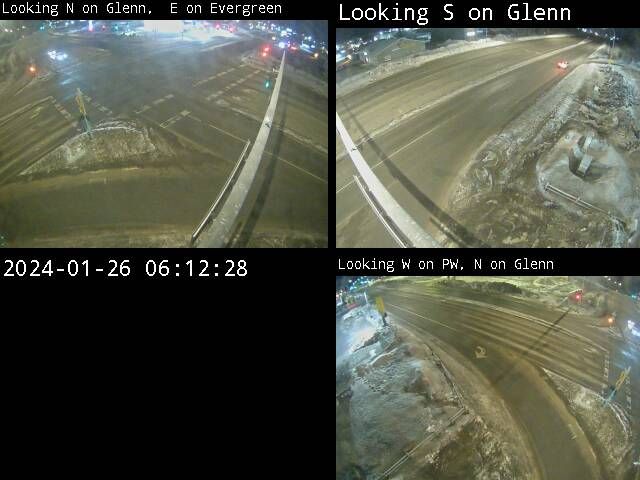 Looking N on Glenn,  E on Evergreen
Looking S on Glenn
2024-01-26 06:12:28
Looking W on PW, N on Glenn